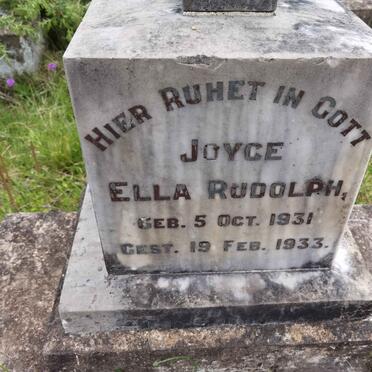 HIER RUHET IN GOTT
JOYCE
ELLA RUDOLPH,
GEB. 5 OCT. 1931
GEST. 19 FEB. 1933.